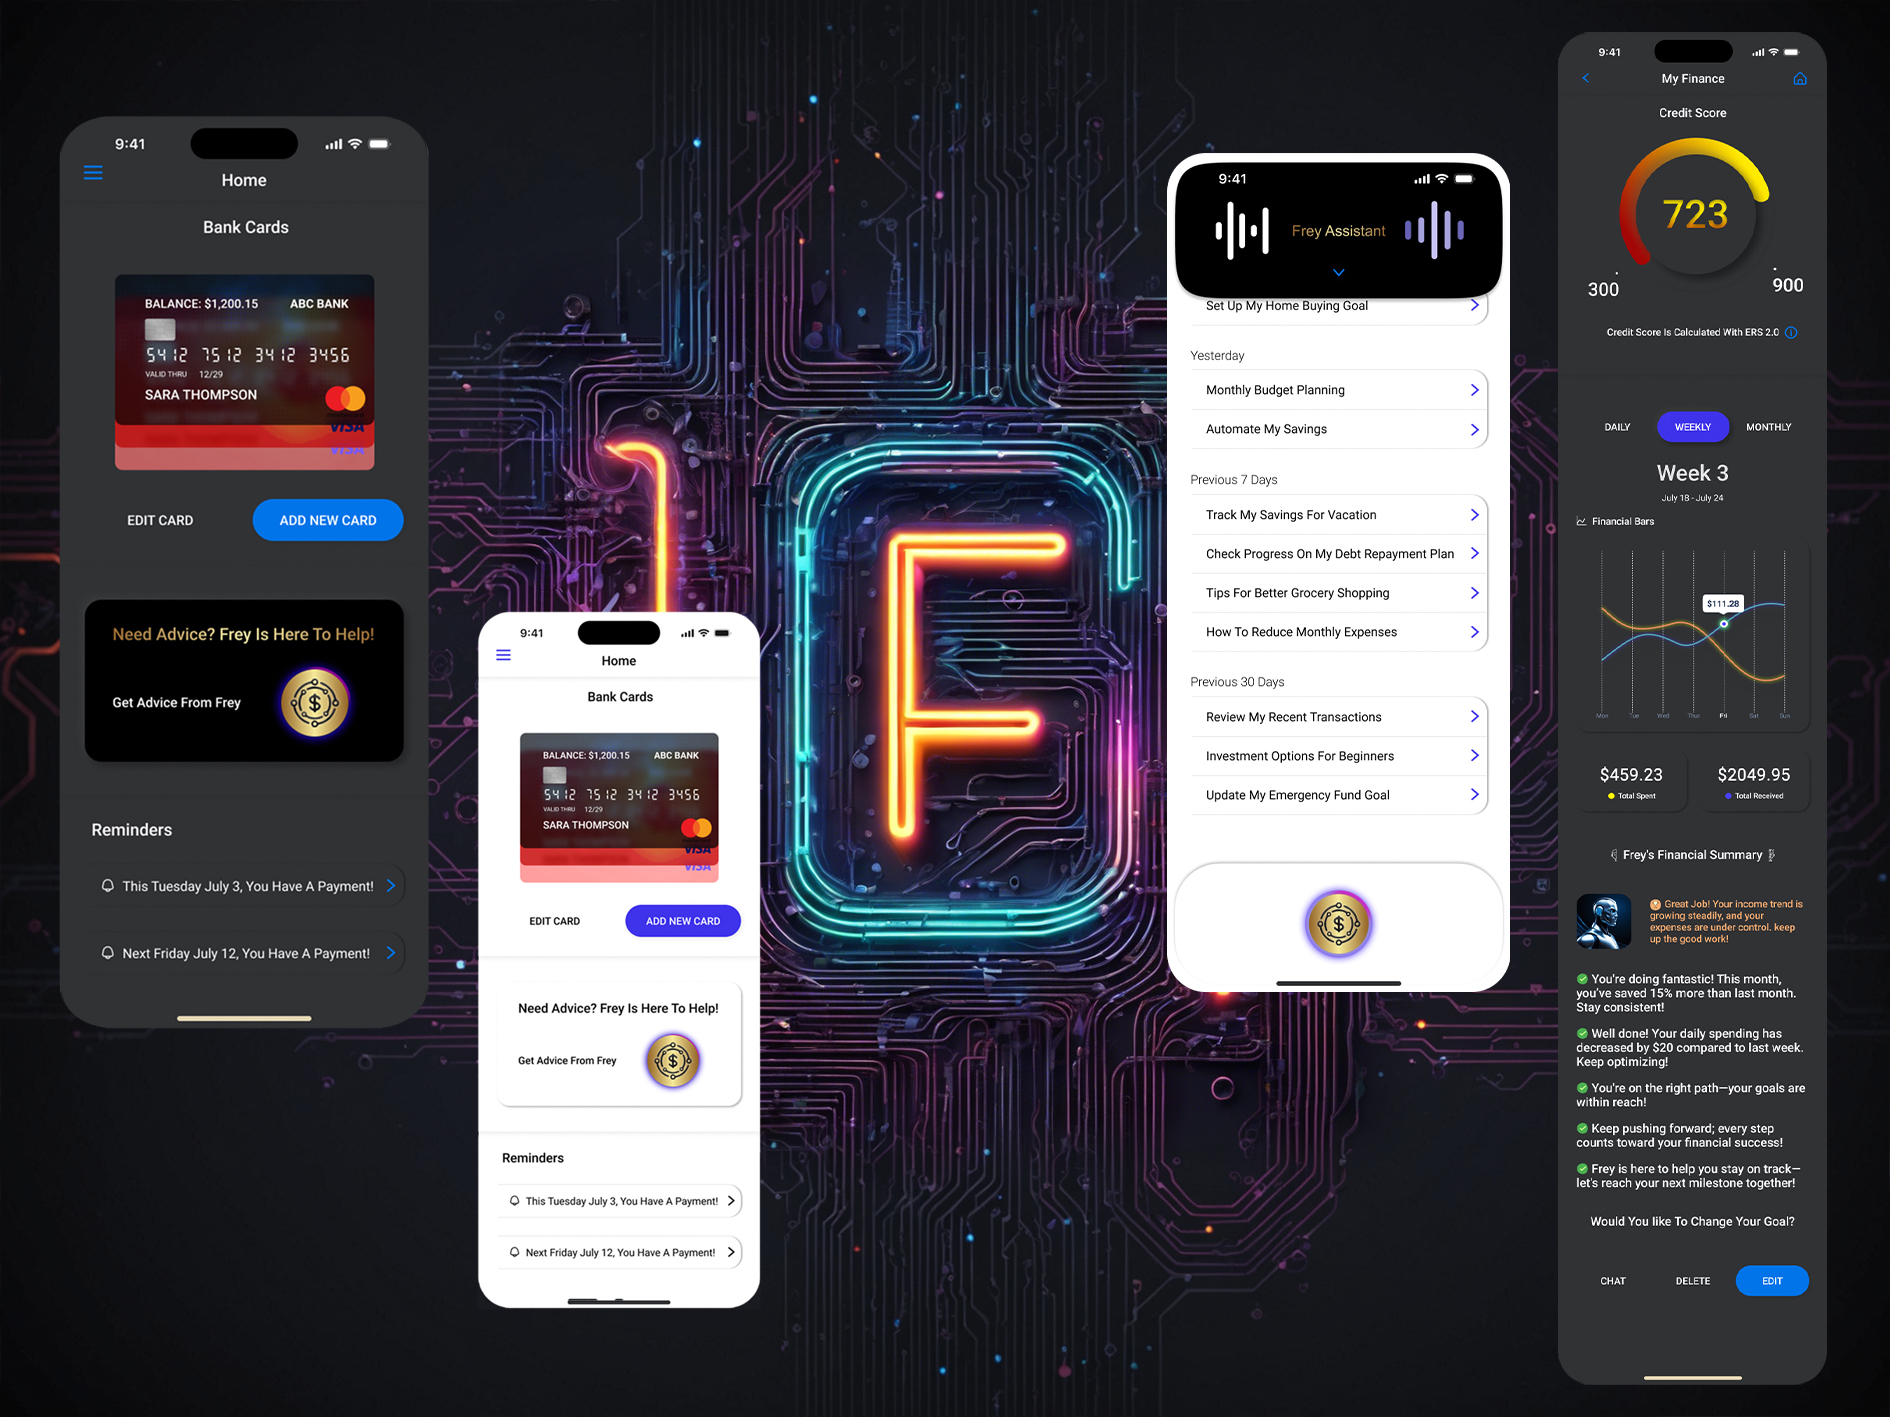 9:41
Home
Bank Cards
BALANCE: $1,200.15 ABC BANK
5412 7512 3412 3456
VALID THRU 12/29
SARA THOMPSON
VISA
VISA
EDIT CARD ADD NEW CARD
Need Advice? Frey Is Here To Help!
Get Advice From Frey
$
Reminders
This Tuesday July 3, You Have A Payment!
Next Friday July 12, You Have A Payment!
9:41
Home
Bank Cards
BALANCE: $1,200.15 ABC BANK
5412 7512 3412 3456
VALID THRU 12/29
SARA THOMPSON
VISA
VISA
EDIT CARD ADD NEW CARD
Need Advice? Frey Is Here To Help!
Get Advice From Frey
$
Reminders
This Tuesday July 3, You Have A Payment!
Next Friday July 12, You Have A Payment!
F
9:41
Frey Assistant
Set Up My Home Buying Goal
Yesterday
Monthly Budget Planning
Automate My Savings
Previous 7 Days
Track My Savings For Vacation
Check Progress On My Debt Repayment Plan
Tips For Better Grocery Shopping
How To Reduce Monthly Expenses
Previous 30 Days
Review My Recent Transactions
Investment Options For Beginners
Update My Emergency Fund Goal
$
9:41
My Finance
Credit Score
723
300 900
Credit Score Is Calculated With ERS 2.0
DAILY WEEKLY MONTHLY
Week 3
July 18 - July 24
Financial Bars
$111.28
Mon Tue Wed Thur Fri Sat Sun
$459.23 $2049.95
Total Spent Total Received
Frey's Financial Summary
Great Job! Your income trend is
growing steadily, and your
expenses are under control. keep
up the good work!
You're doing fantastic! This month,
you've saved 15% more than last month.
Stay consistent!
Well done! Your daily spending has
decreased by $20 compared to last week.
Keep optimizing!
You're on the right path—your goals are
within reach!
Keep pushing forward; every step
counts toward your financial success!
Frey is here to help you stay on track—
let's reach your next milestone together!
Would You like To Change Your Goal?
CHAT DELETE EDIT